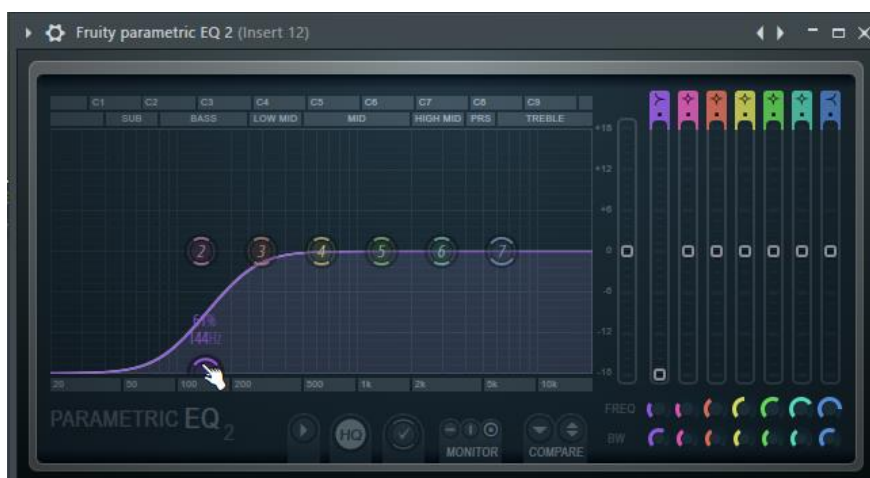 Fruity parametric EQ 2 (Insert 12)
C1 C2 C3 C4 C5 C6 C7 C8 C9
SUB BASS LOW MID MID HIGH MID PRS TREBLE
+18
+12
+6
2 3 4 5 6 7 0
-6
61%
144Hz
-12
-18
20 50 100 200 500 1k 2k 5k 10k
PARAMETRIC EQ 2
HQ
MONITOR
COMPARE
FREQ
BW